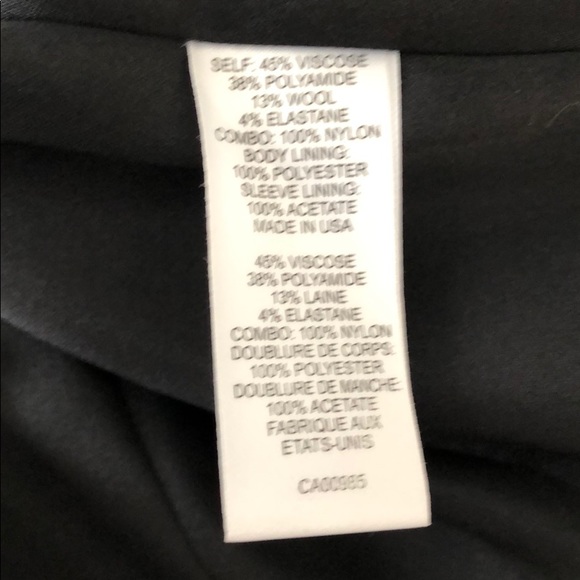 SELF: 45% VISCOSE
38% POLYAMIDE
13% WOOL
4% ELASTANE
COMBO: 100% NYLON
BODY LINING:
100% POLYESTER
SLEEVE LINING:
100% ACETATE
MADE IN USA
45% VISCOSE
38% POLYAMIDE
13% LAINE
4% ELASTANE
COMBO: 100% NYLON
DOUBLURE DE CORPS:
100% POLYESTER
DOUBLURE DE MANCHE:
100% ACETATE
FABRIQUE AUX
ETATS-UNIS
CA00985